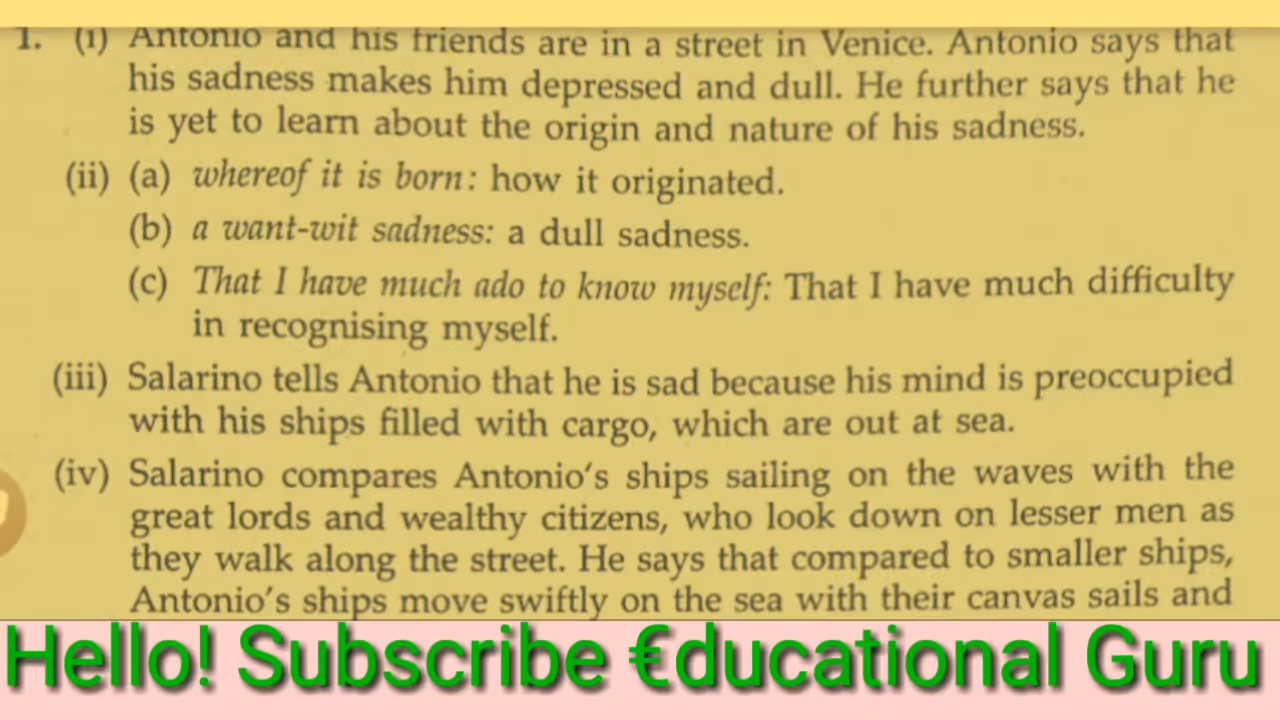 1. (i) Antonio and his friends are in a street in Venice. Antonio says that
his sadness makes him depressed and dull. He further says that he
is yet to learn about the origin and nature of his sadness.
(ii) (a) whereof it is born: how it originated.
(b) a want-wit sadness: a dull sadness.
(c) That I have much ado to know myself: That I have much difficulty
in recognising myself.
(iii) Salarino tells Antonio that he is sad because his mind is preoccupied
with his ships filled with cargo, which are out at sea.
(iv) Salarino compares Antonio's ships sailing on the waves with the
great lords and wealthy citizens, who look down on lesser men as
they walk along the street. He says that compared to smaller ships,
Antonio's ships move swiftly on the sea with their canvas sails and
Hello! Subscribe €ducational Guru